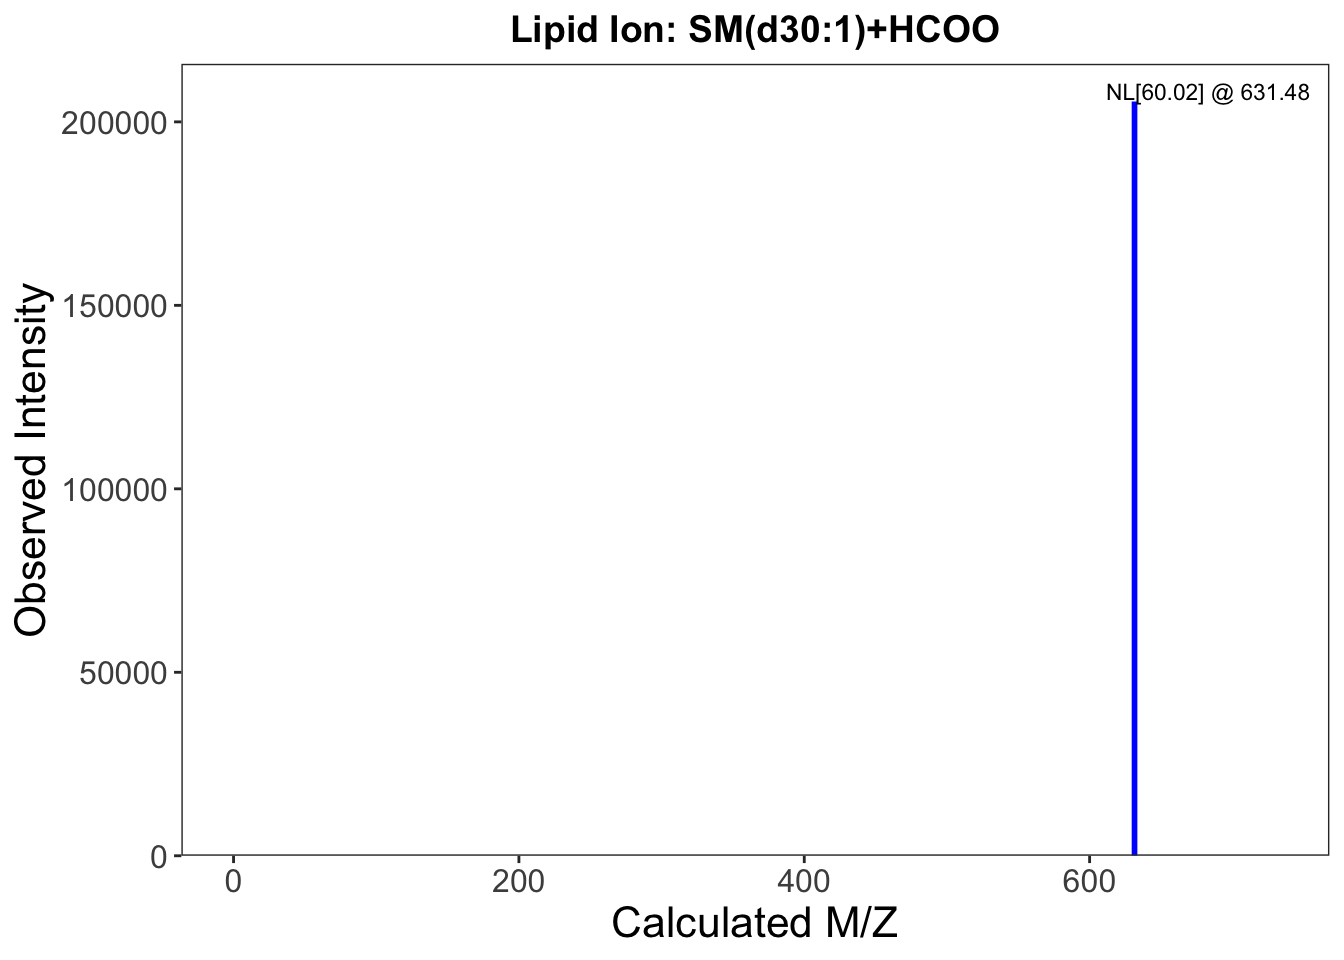 Lipid Ion: SM(d30:1)+HCOO
NL[60.02] @ 631.48
200000
150000
100000
50000
0
Observed Intensity
0 200 400 600
Calculated M/Z